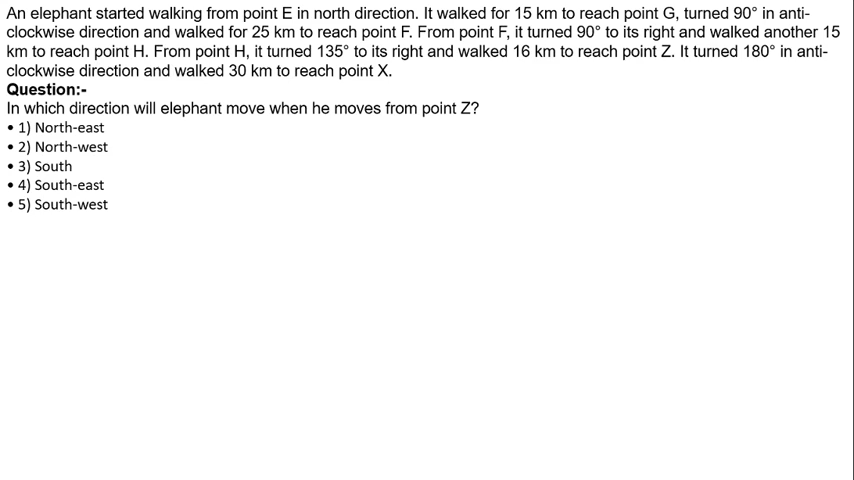 An elephant started walking from point E in north direction. It walked for 15 km to reach point G, turned 90° in anti-
clockwise direction and walked for 25 km to reach point F. From point F, it turned 90° to its right and walked another 15
km to reach point H. From point H, it turned 135° to its right and walked 16 km to reach point Z. It turned 180° in anti-
clockwise direction and walked 30 km to reach point X.
Question:-
In which direction will elephant move when he moves from point Z?
• 1) North-east
• 2) North-west
• 3) South
• 4) South-east
• 5) South-west